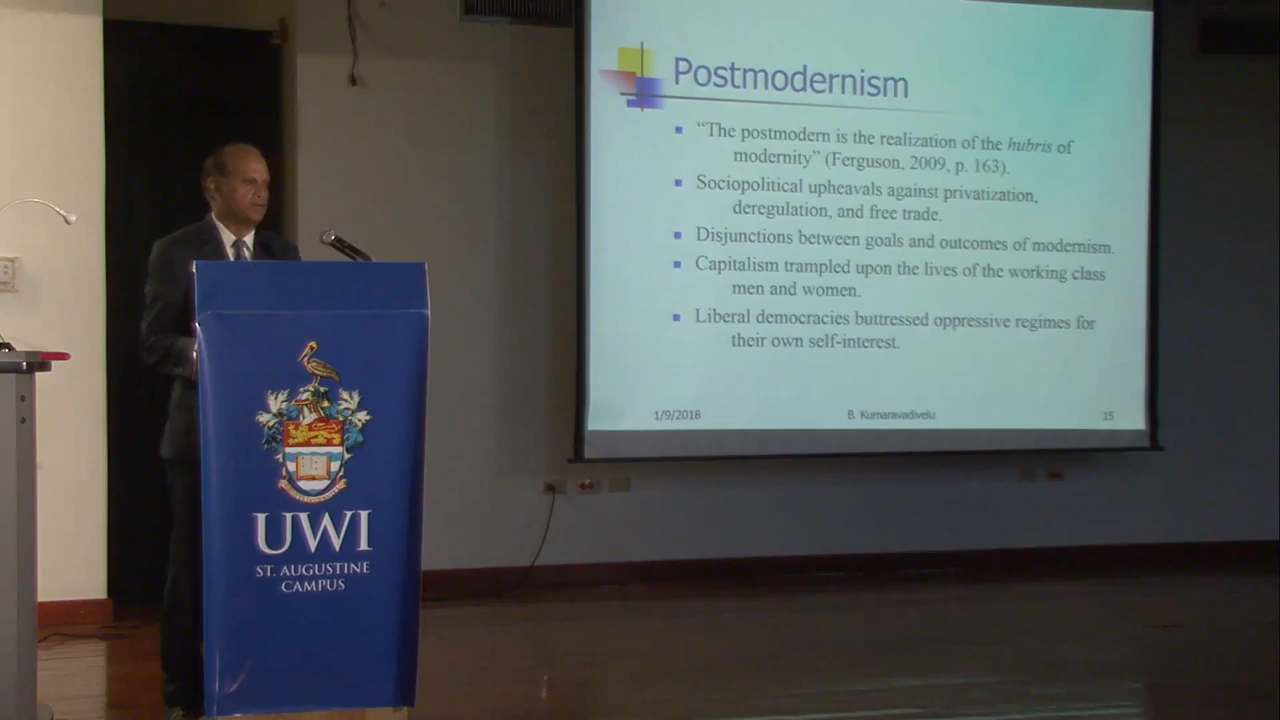 Postmodernism
“The postmodern is the realization of the hubris of
modernity” (Ferguson, 2009, p. 163).
Sociopolitical upheavals against privatization,
deregulation, and free trade.
Disjunctions between goals and outcomes of modernism.
Capitalism trampled upon the lives of the working class
men and women.
Liberal democracies buttressed oppressive regimes for
their own self-interest.
1/9/2018 B. Kumaravadivelu 15
UWI
ST. AUGUSTINE
CAMPUS